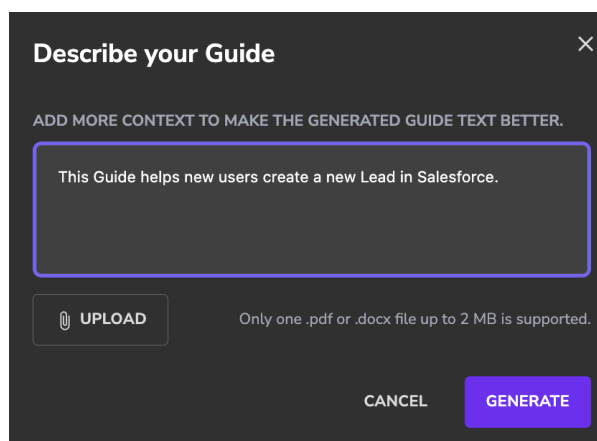 Describe your Guide
ADD MORE CONTEXT TO MAKE THE GENERATED GUIDE TEXT BETTER.
This Guide helps new users create a new Lead in Salesforce.
UPLOAD
Only one .pdf or .docx file up to 2 MB is supported.
CANCEL
GENERATE